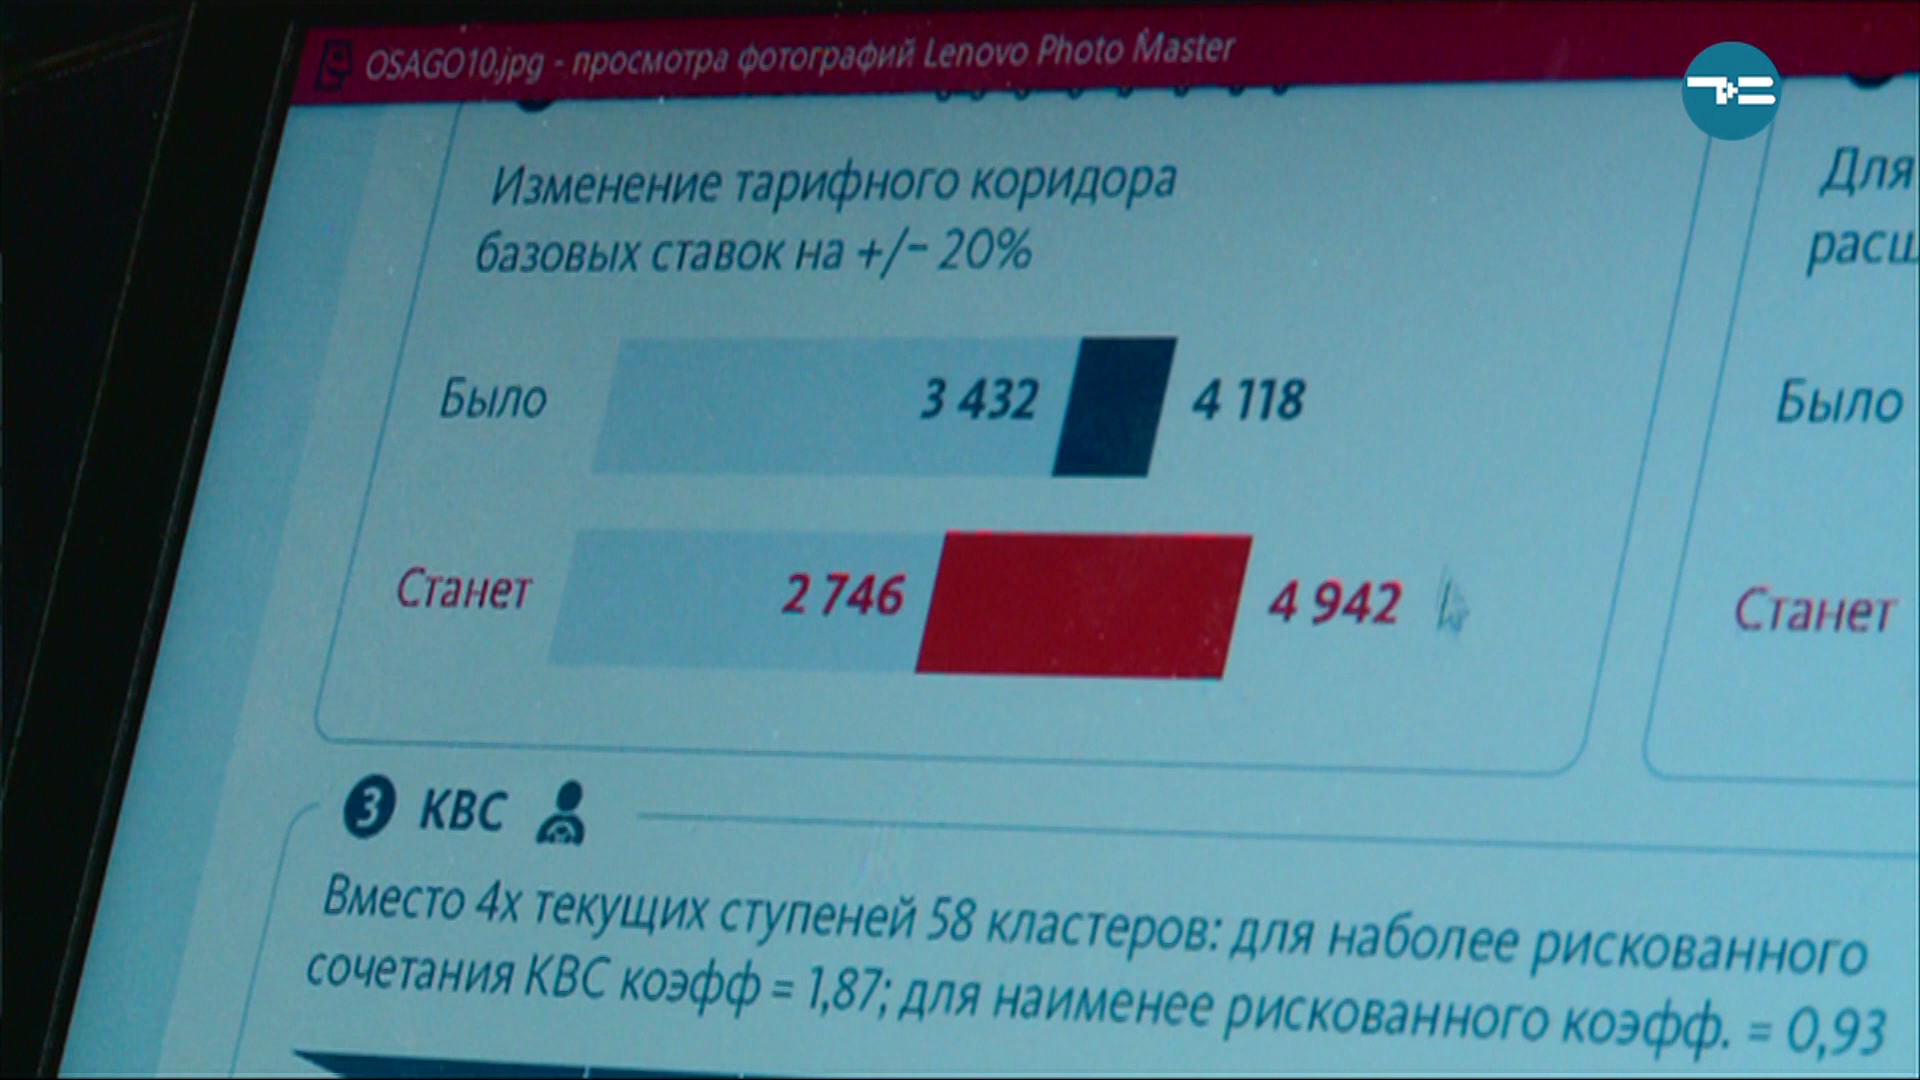 OSAGO10.jpg - просмотра фотографий Lenovo Photo Master
Изменение тарифного коридора
базовых ставок на +/– 20%
Было 3 432 4 118
Станет 2 746 4 942
Для
расш
Было
Станет
3 КВС
Вместо 4х текущих ступеней 58 кластеров: для наболее рискованного
сочетания КВС коэфф = 1,87; для наименее рискованного коэфф. = 0,93